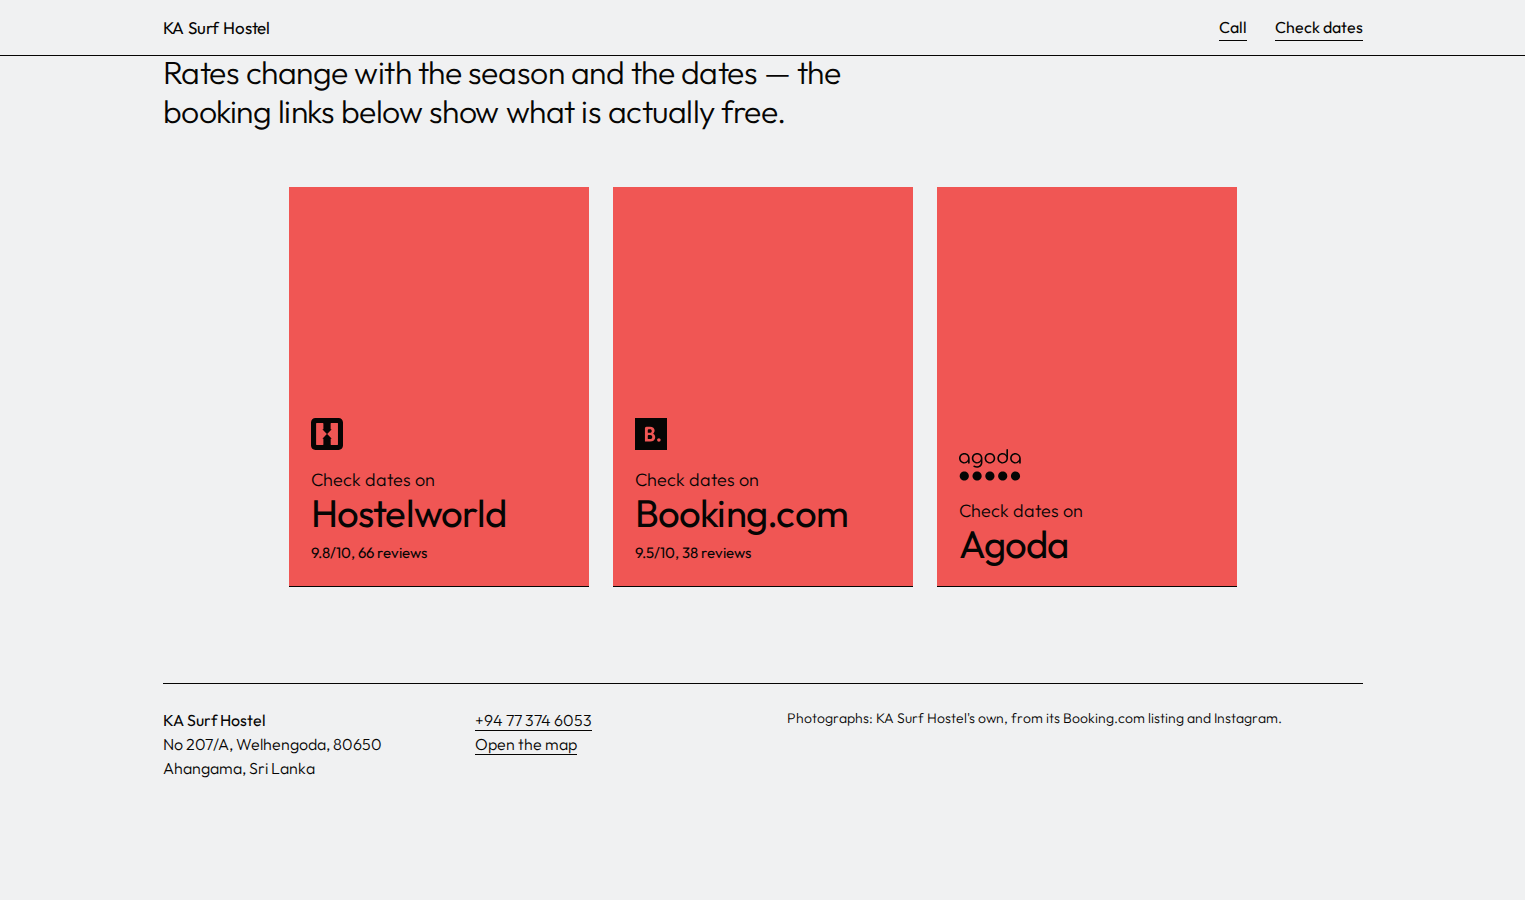 KA Surf Hostel
Call
Check dates
Rates change with the season and the dates — the
booking links below show what is actually free.
H
Check dates on
Hostelworld
9.8/10, 66 reviews
B.
Check dates on
Booking.com
9.5/10, 38 reviews
agoda
Check dates on
Agoda
KA Surf Hostel
No 207/A, Welhengoda, 80650
Ahangama, Sri Lanka
+94 77 374 6053
Open the map
Photographs: KA Surf Hostel's own, from its Booking.com listing and Instagram.